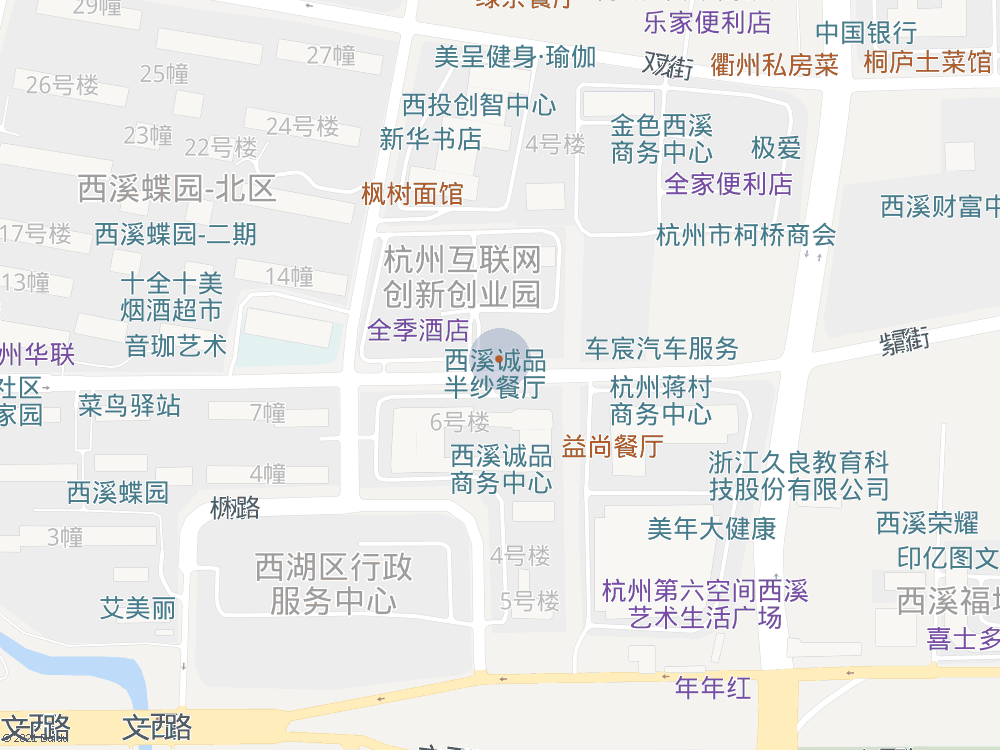 29幢
绿茶餐厅
乐家便利店
中国银行
27幢
美呈健身·瑜伽
双龙街
衢州私房菜
桐庐土菜馆
25幢
26号楼
西投创智中心
24号楼
23幢
新华书店
4号楼
金色西溪
商务中心
22号楼
极爱
西溪蝶园-北区
枫树面馆
全家便利店
西溪财富中
17号楼
西溪蝶园-二期
杭州市柯桥商会
杭州互联网
创新创业园
13幢
十全十美
烟酒超市
14幢
全季酒店
音珈艺术
州华联
西溪诚品
半纱餐厅
车宸汽车服务
紫霞街
社区
家园
菜鸟驿站
7幢
6号楼
杭州蒋村
商务中心
益尚餐厅
西溪诚品
商务中心
4幢
浙江久良教育科
技股份有限公司
西溪蝶园
枫树路
3幢
美年大健康
西溪荣耀
印亿图文
4号楼
西湖区行政
服务中心
5号楼
艾美丽
杭州第六空间西溪
艺术生活广场
西溪福地
喜士多
年年红
文二西路
文二西路
© 2021 Baidu